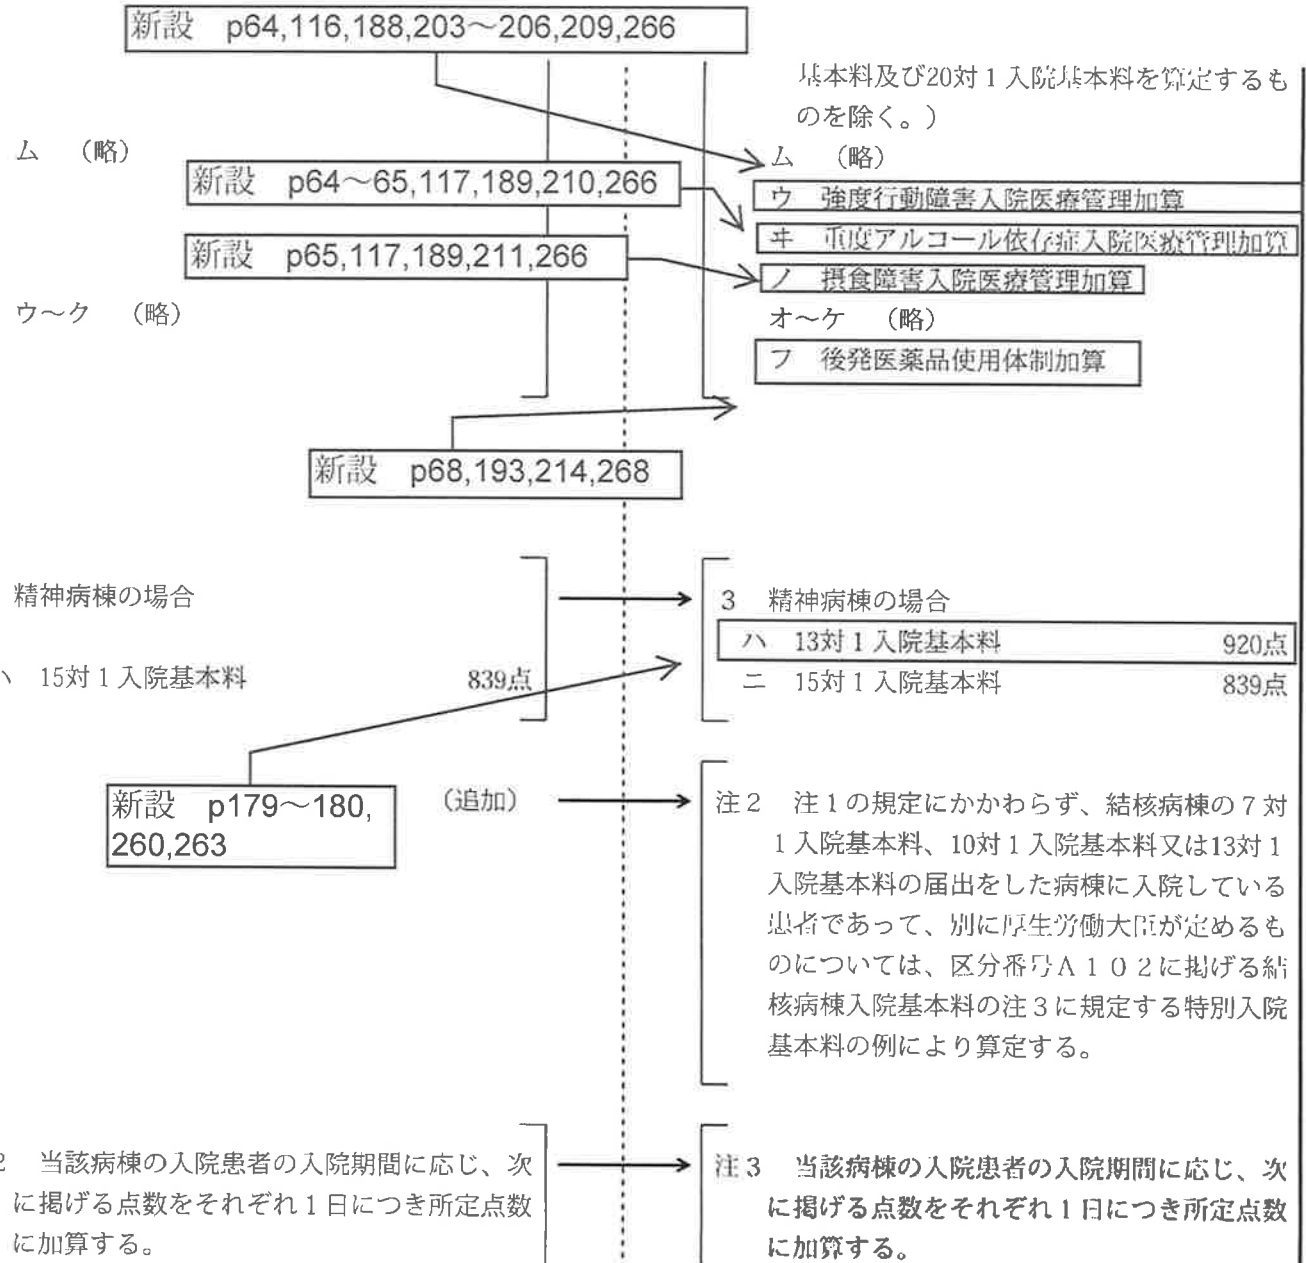 新設　p64,116,188,203～206,209,266
基本料及び20対1入院基本料を算定するも
のを除く。）
ム　（略）
ム　（略）
新設　p64～65,117,189,210,266
ウ　強度行動障害入院医療管理加算
ヰ　重度アルコール依存症入院医療管理加算
新設　p65,117,189,211,266
ノ　摂食障害入院医療管理加算
ウ～ク　（略）
オ～ケ　（略）
フ　後発医薬品使用体制加算
新設　p68,193,214,268
精神病棟の場合
3　精神病棟の場合
ハ　13対1入院基本料　920点
ハ　15対1入院基本料　839点
ニ　15対1入院基本料　839点
新設　p179～180,
260,263
（追加）
注2　注1の規定にかかわらず、結核病棟の7対
1入院基本料、10対1入院基本料又は13対1
入院基本料の届出をした病棟に入院している
患者であって、別に厚生労働大臣が定めるも
のについては、区分番号A102に掲げる結
核病棟入院基本料の注3に規定する特別入院
基本料の例により算定する。
2　当該病棟の入院患者の入院期間に応じ、次
に掲げる点数をそれぞれ1日につき所定点数
に加算する。
注3　当該病棟の入院患者の入院期間に応じ、次
に掲げる点数をそれぞれ1日につき所定点数
に加算する。